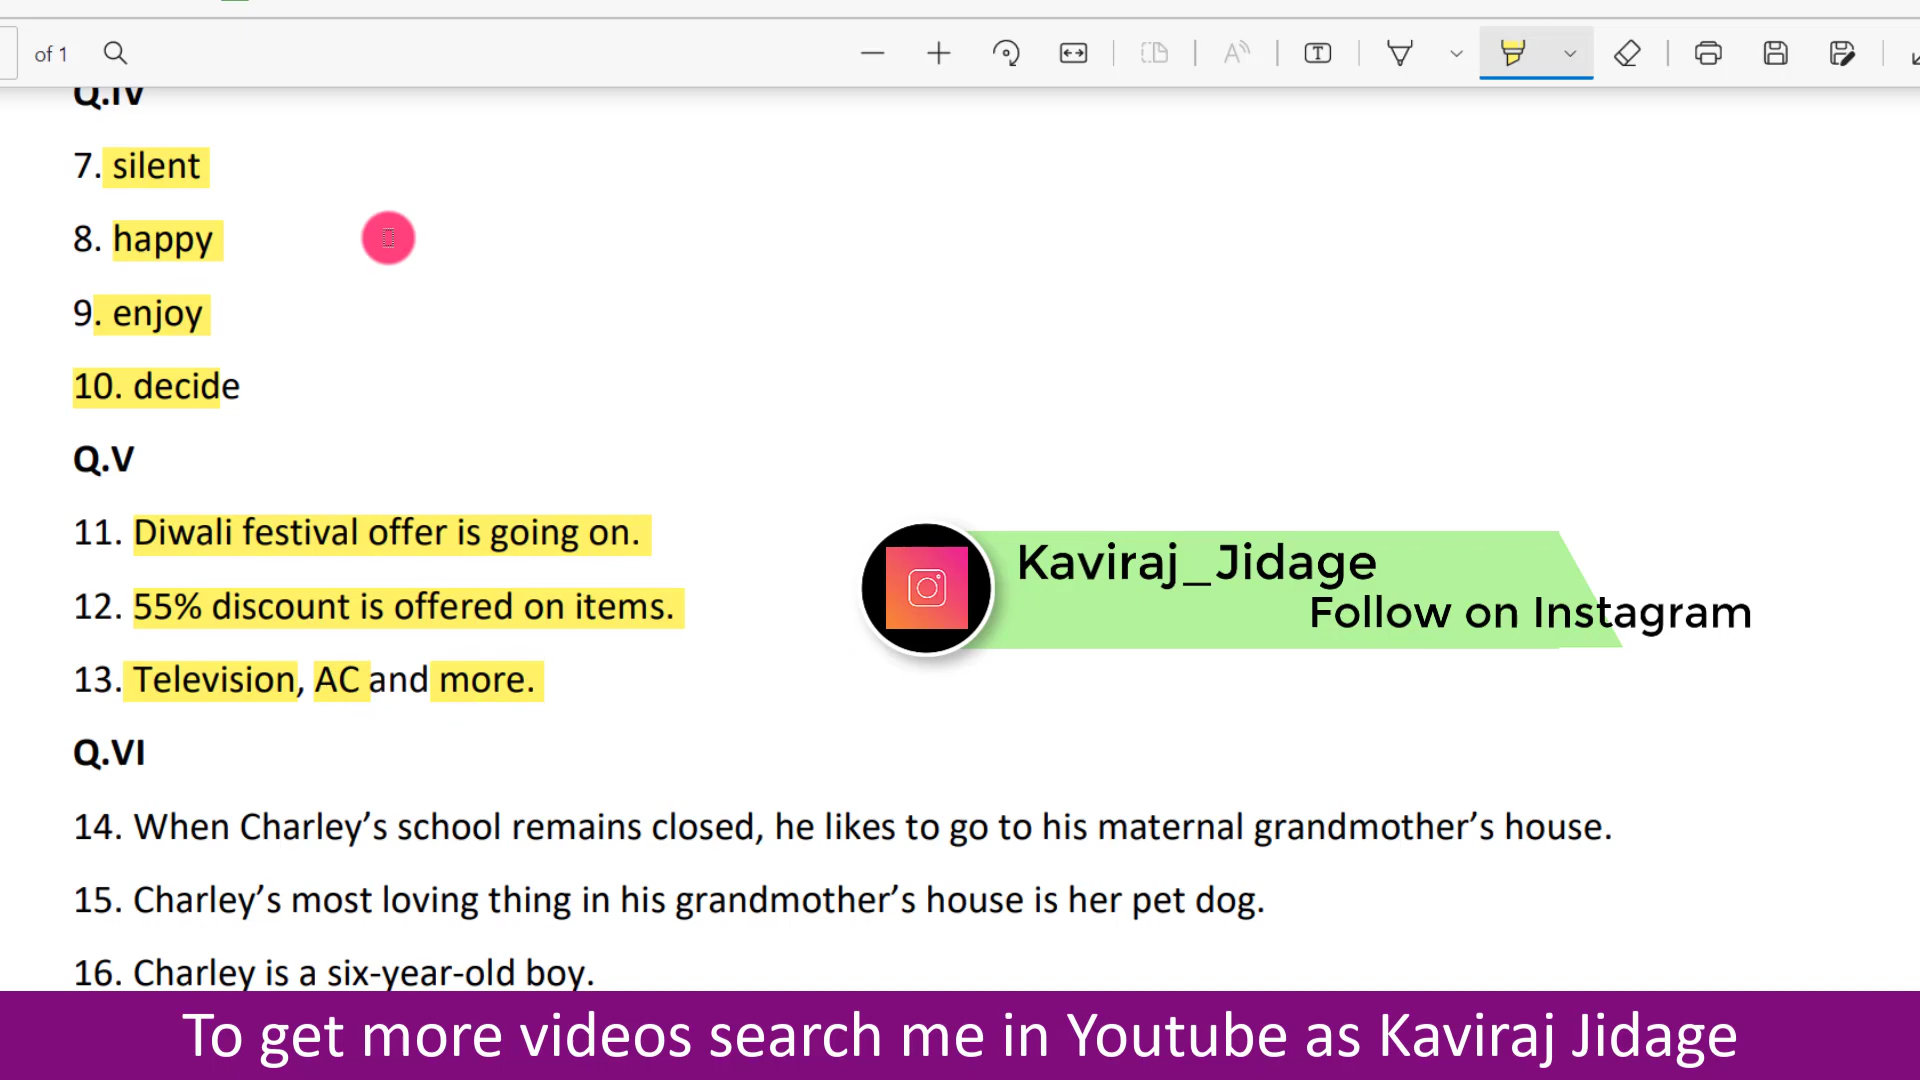 of 1
Q.IV
7. silent
8. happy
9. enjoy
10. decide
Q.V
11. Diwali festival offer is going on.
12. 55% discount is offered on items.
13. Television, AC and more.
Kaviraj_Jidage
Follow on Instagram
Q.VI
14. When Charley’s school remains closed, he likes to go to his maternal grandmother’s house.
15. Charley’s most loving thing in his grandmother’s house is her pet dog.
16. Charley is a six-year-old boy.
To get more videos search me in Youtube as Kaviraj Jidage